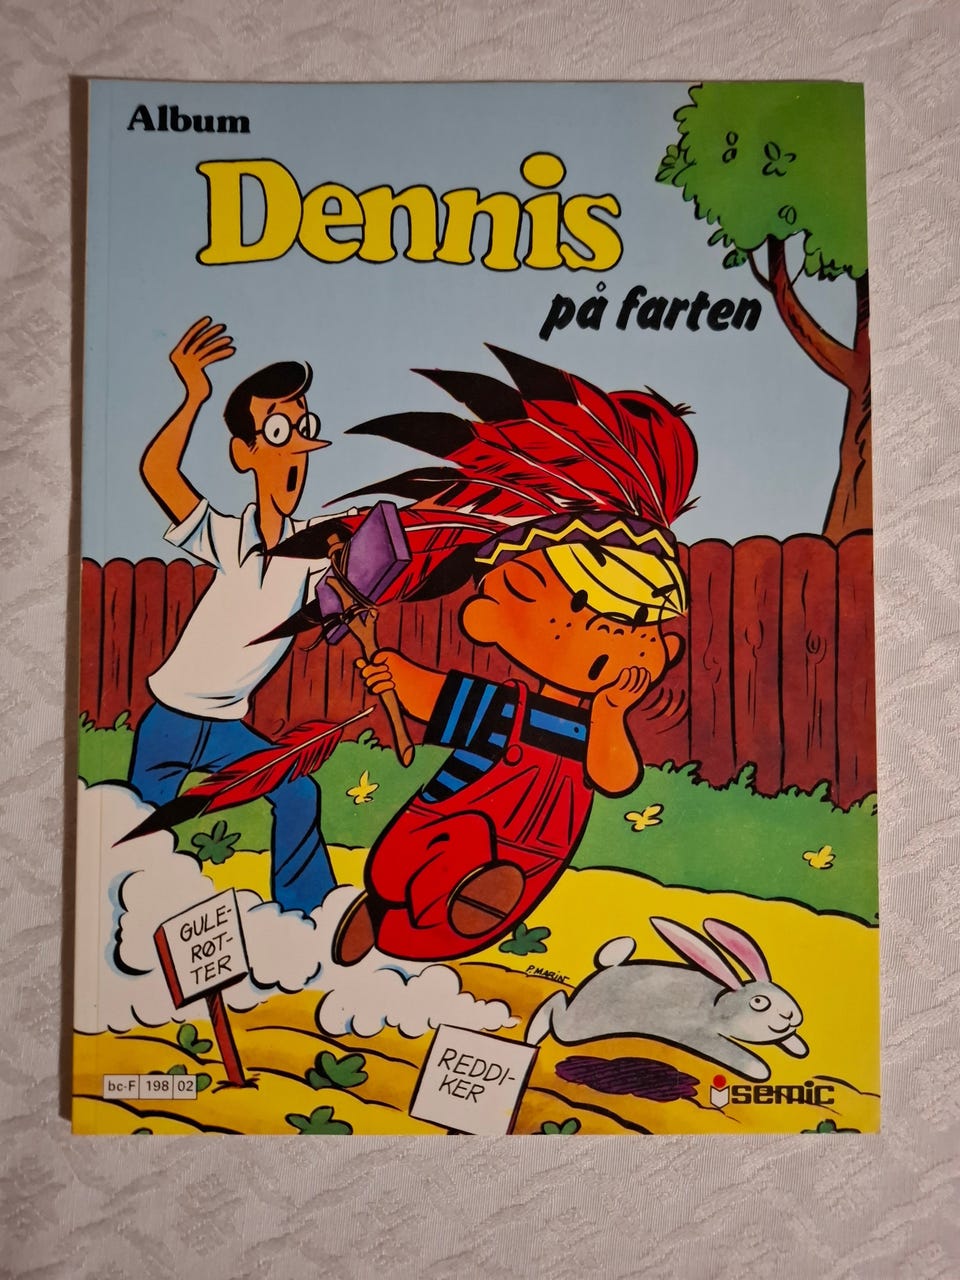 Album
Dennis
på farten
GULE-
RØT-
TER
P. MARIN
REDDI-
KER
bc-F 198 02
semic